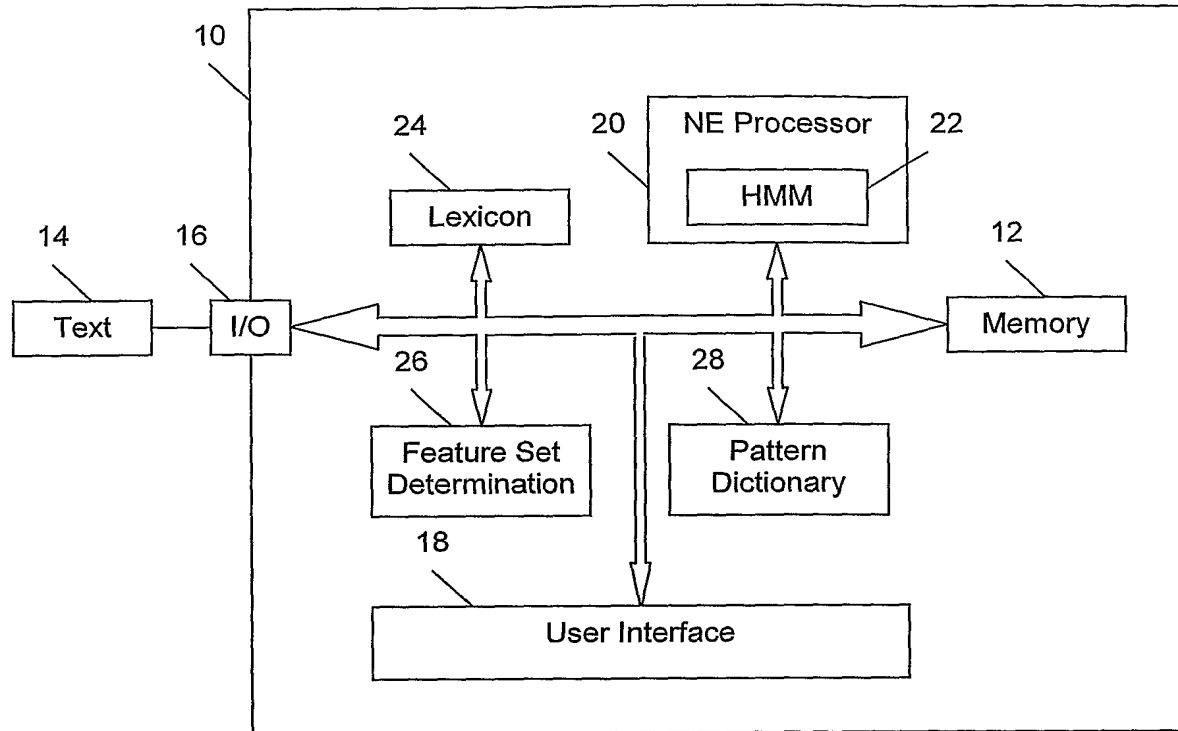 10
20
NE Processor
22
HMM
24
Lexicon
14
Text
16
I/O
12
Memory
26
Feature Set
Determination
28
Pattern
Dictionary
18
User Interface